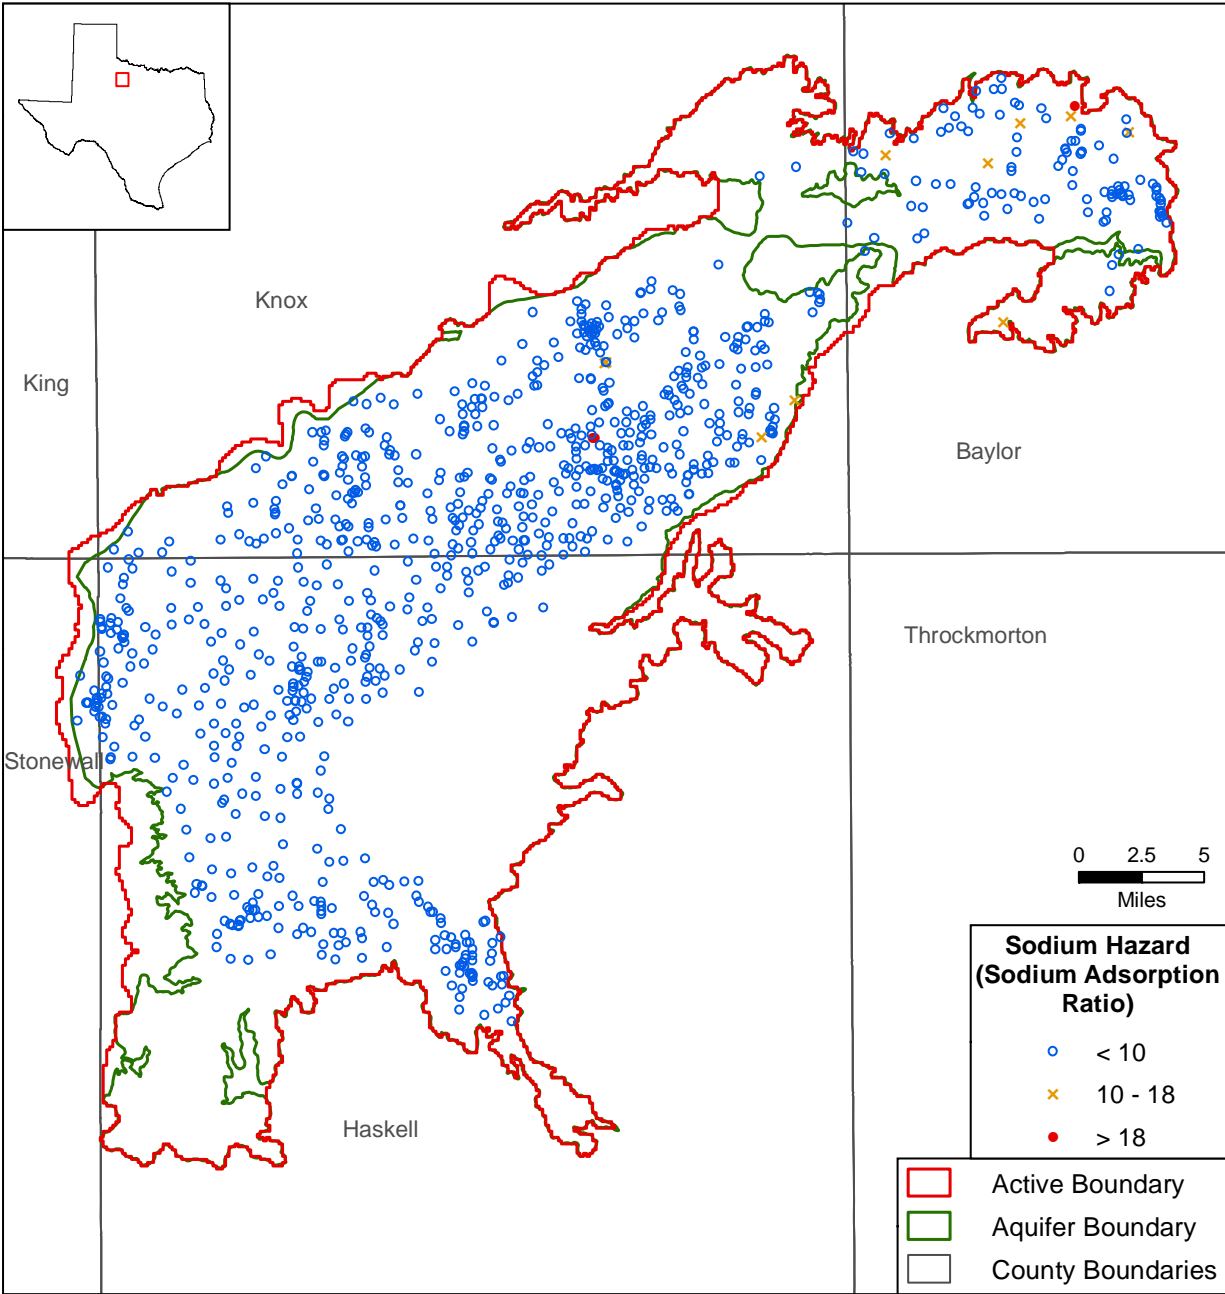 Knox
King
Baylor
Throckmorton
Stonewall
Haskell
0 2.5 5
Miles
Sodium Hazard
(Sodium Adsorption
Ratio)
< 10
10 - 18
> 18
Active Boundary
Aquifer Boundary
County Boundaries